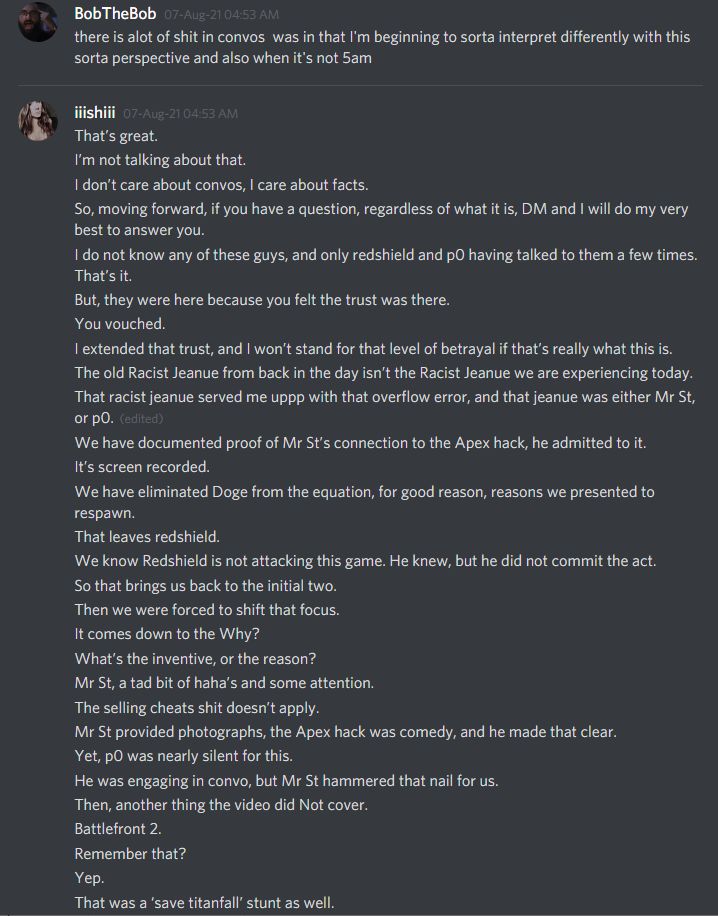 BobTheBob 07-Aug-21 04:53 AM
there is alot of shit in convos was in that I'm beginning to sorta interpret differently with this
sorta perspective and also when it's not 5am
iiishiii 07-Aug-21 04:53 AM
That's great.
I'm not talking about that.
I don't care about convos, I care about facts.
So, moving forward, if you have a question, regardless of what it is, DM and I will do my very
best to answer you.
I do not know any of these guys, and only redshield and p0 having talked to them a few times.
That's it.
But, they were here because you felt the trust was there.
You vouched.
I extended that trust, and I won't stand for that level of betrayal if that's really what this is.
The old Racist Jeanue from back in the day isn't the Racist Jeanue we are experiencing today.
That racist jeanue served me uppp with that overflow error, and that jeanue was either Mr St,
or p0. (edited)
We have documented proof of Mr St's connection to the Apex hack, he admitted to it.
It's screen recorded.
We have eliminated Doge from the equation, for good reason, reasons we presented to
respawn.
That leaves redshield.
We know Redshield is not attacking this game. He knew, but he did not commit the act.
So that brings us back to the initial two.
Then we were forced to shift that focus.
It comes down to the Why?
What's the inventive, or the reason?
Mr St, a tad bit of haha's and some attention.
The selling cheats shit doesn't apply.
Mr St provided photographs, the Apex hack was comedy, and he made that clear.
Yet, p0 was nearly silent for this.
He was engaging in convo, but Mr St hammered that nail for us.
Then, another thing the video did Not cover.
Battlefront 2.
Remember that?
Yep.
That was a 'save titanfall' stunt as well.